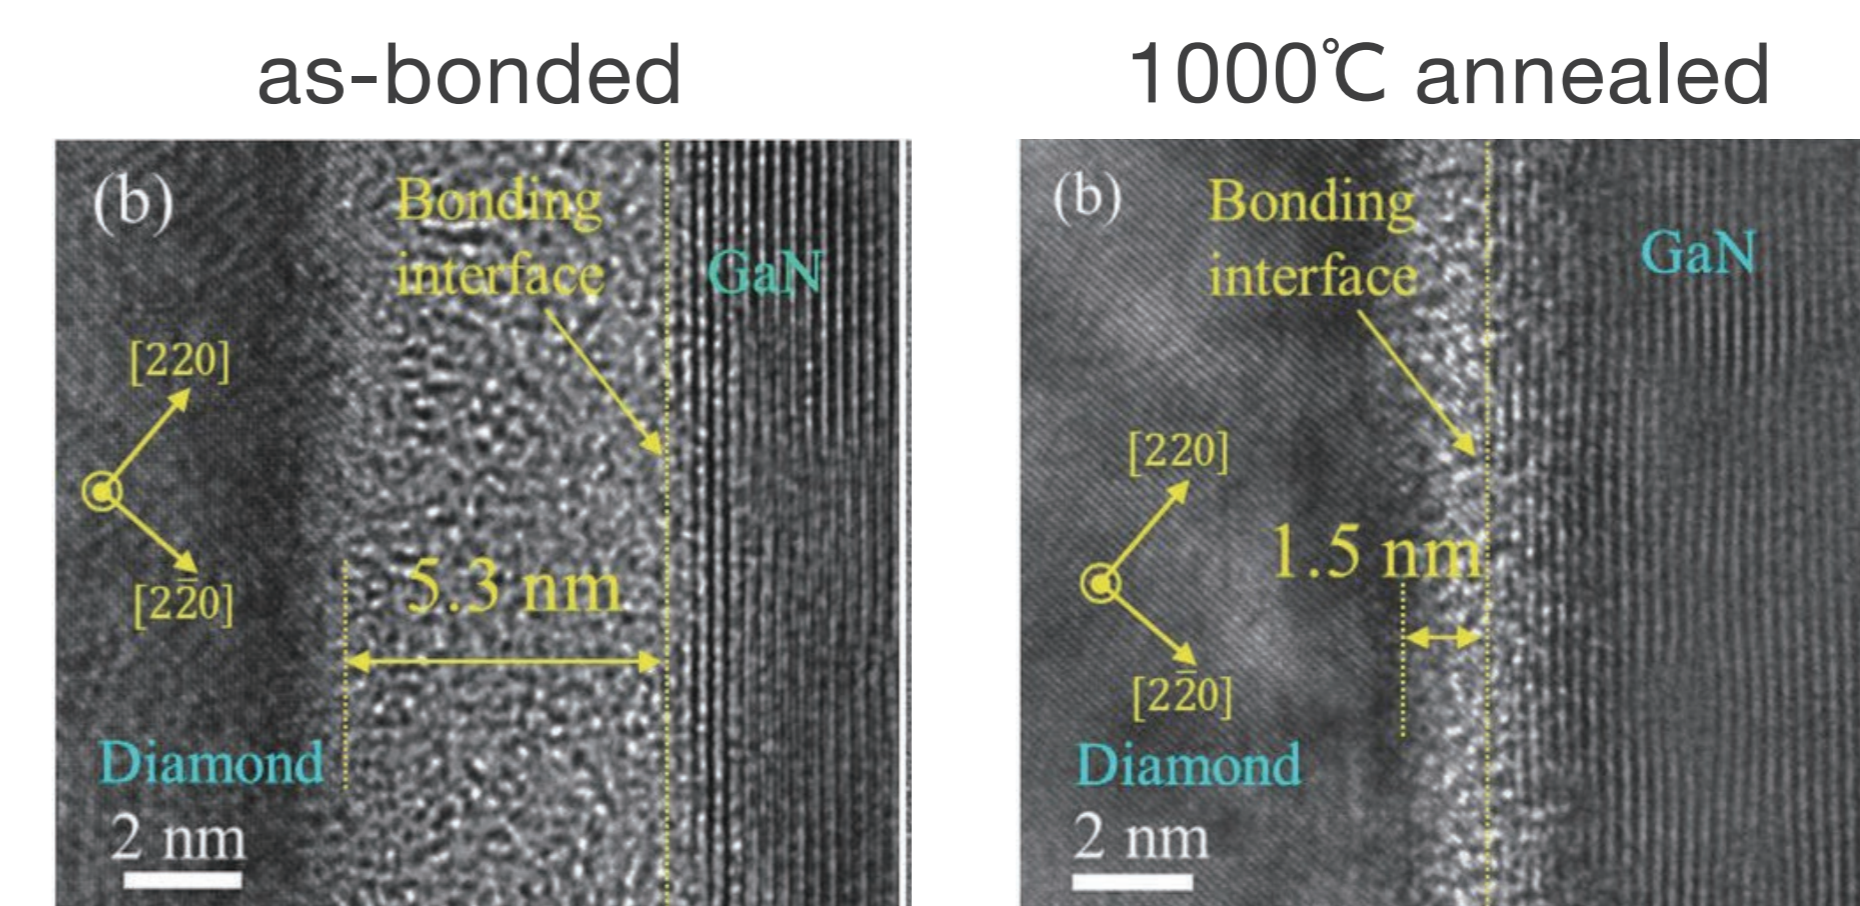 as-bonded
(b)
Bonding
interface
GaN
[220]
[22̅0]
5.3 nm
Diamond
2 nm
1000℃ annealed
(b)
Bonding
interface
GaN
[220]
1.5 nm
[22̅0]
Diamond
2 nm